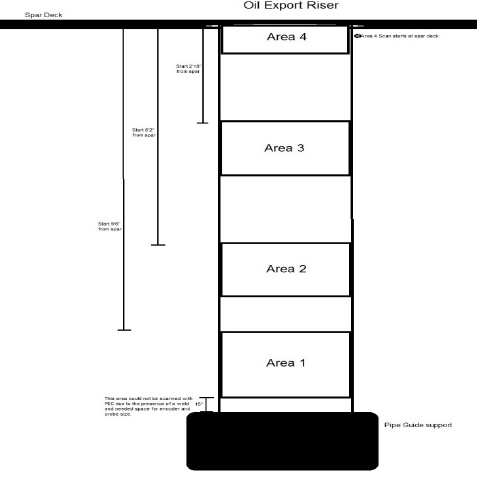 Oil Export Riser
Spar Deck
Area 4
Area 4 Scan starts at spar deck
Start 2'10"
from spar
Start 6'2"
from spar
Area 3
Start 9'6"
from spar
Area 2
Area 1
This area could not be scanned with
PEC due to the presence of a weld
and needed space for encoder and
probe size.
15"
Pipe Guide support